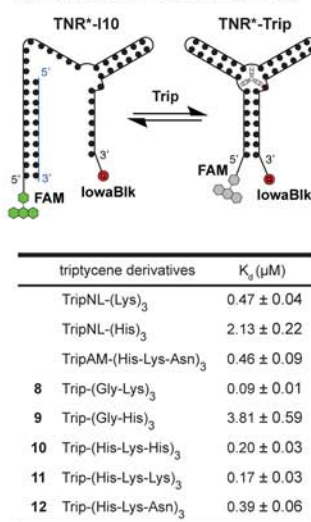 TNR*-I10
TNR*-Trip
5'
Trip
3'
5'
3'
FAM
Q
IowaBlk
5'
3'
FAM
Q
IowaBlk
triptycene derivatives K_d (μM)
TripNL-(Lys)₃ 0.47 ± 0.04
TripNL-(His)₃ 2.13 ± 0.22
TripAM-(His-Lys-Asn)₃ 0.46 ± 0.09
8 Trip-(Gly-Lys)₃ 0.09 ± 0.01
9 Trip-(Gly-His)₃ 3.81 ± 0.59
10 Trip-(His-Lys-His)₃ 0.20 ± 0.03
11 Trip-(His-Lys-Lys)₃ 0.17 ± 0.03
12 Trip-(His-Lys-Asn)₃ 0.39 ± 0.06